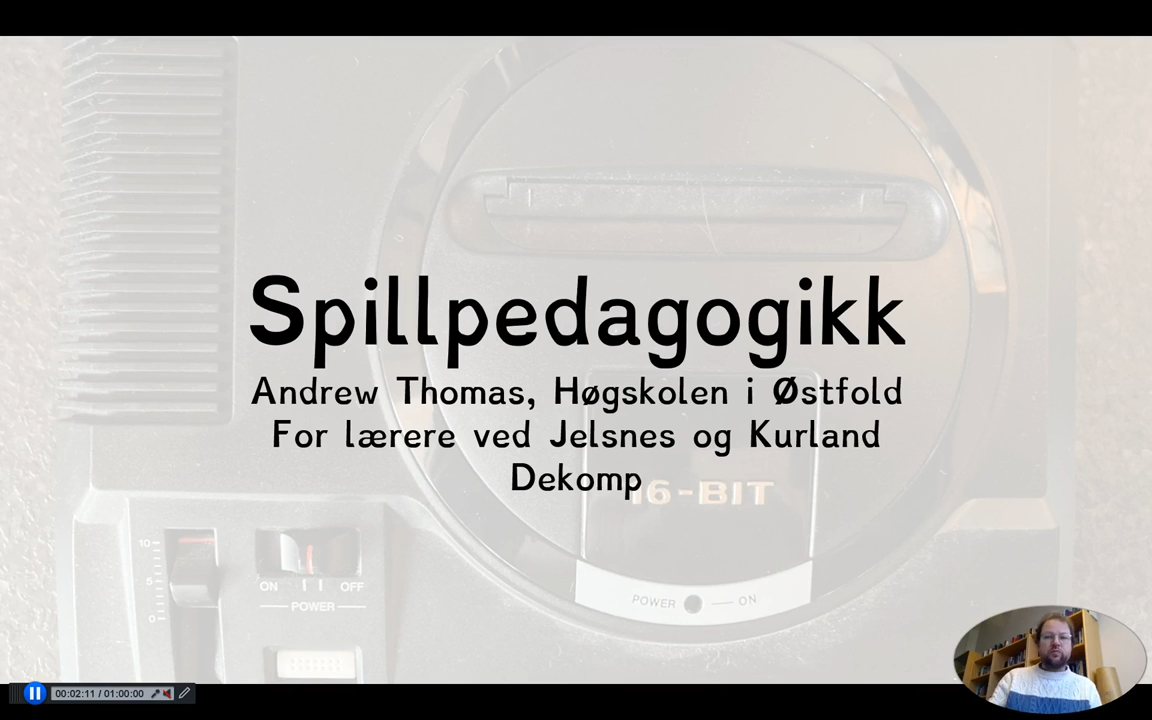 Spillpedagogikk
Andrew Thomas, Høgskolen i Østfold
For lærere ved Jelsnes og Kurland
Dekomp
16-BIT
10
5
0
ON OFF
POWER
POWER ON
00:02:11 / 01:00:00